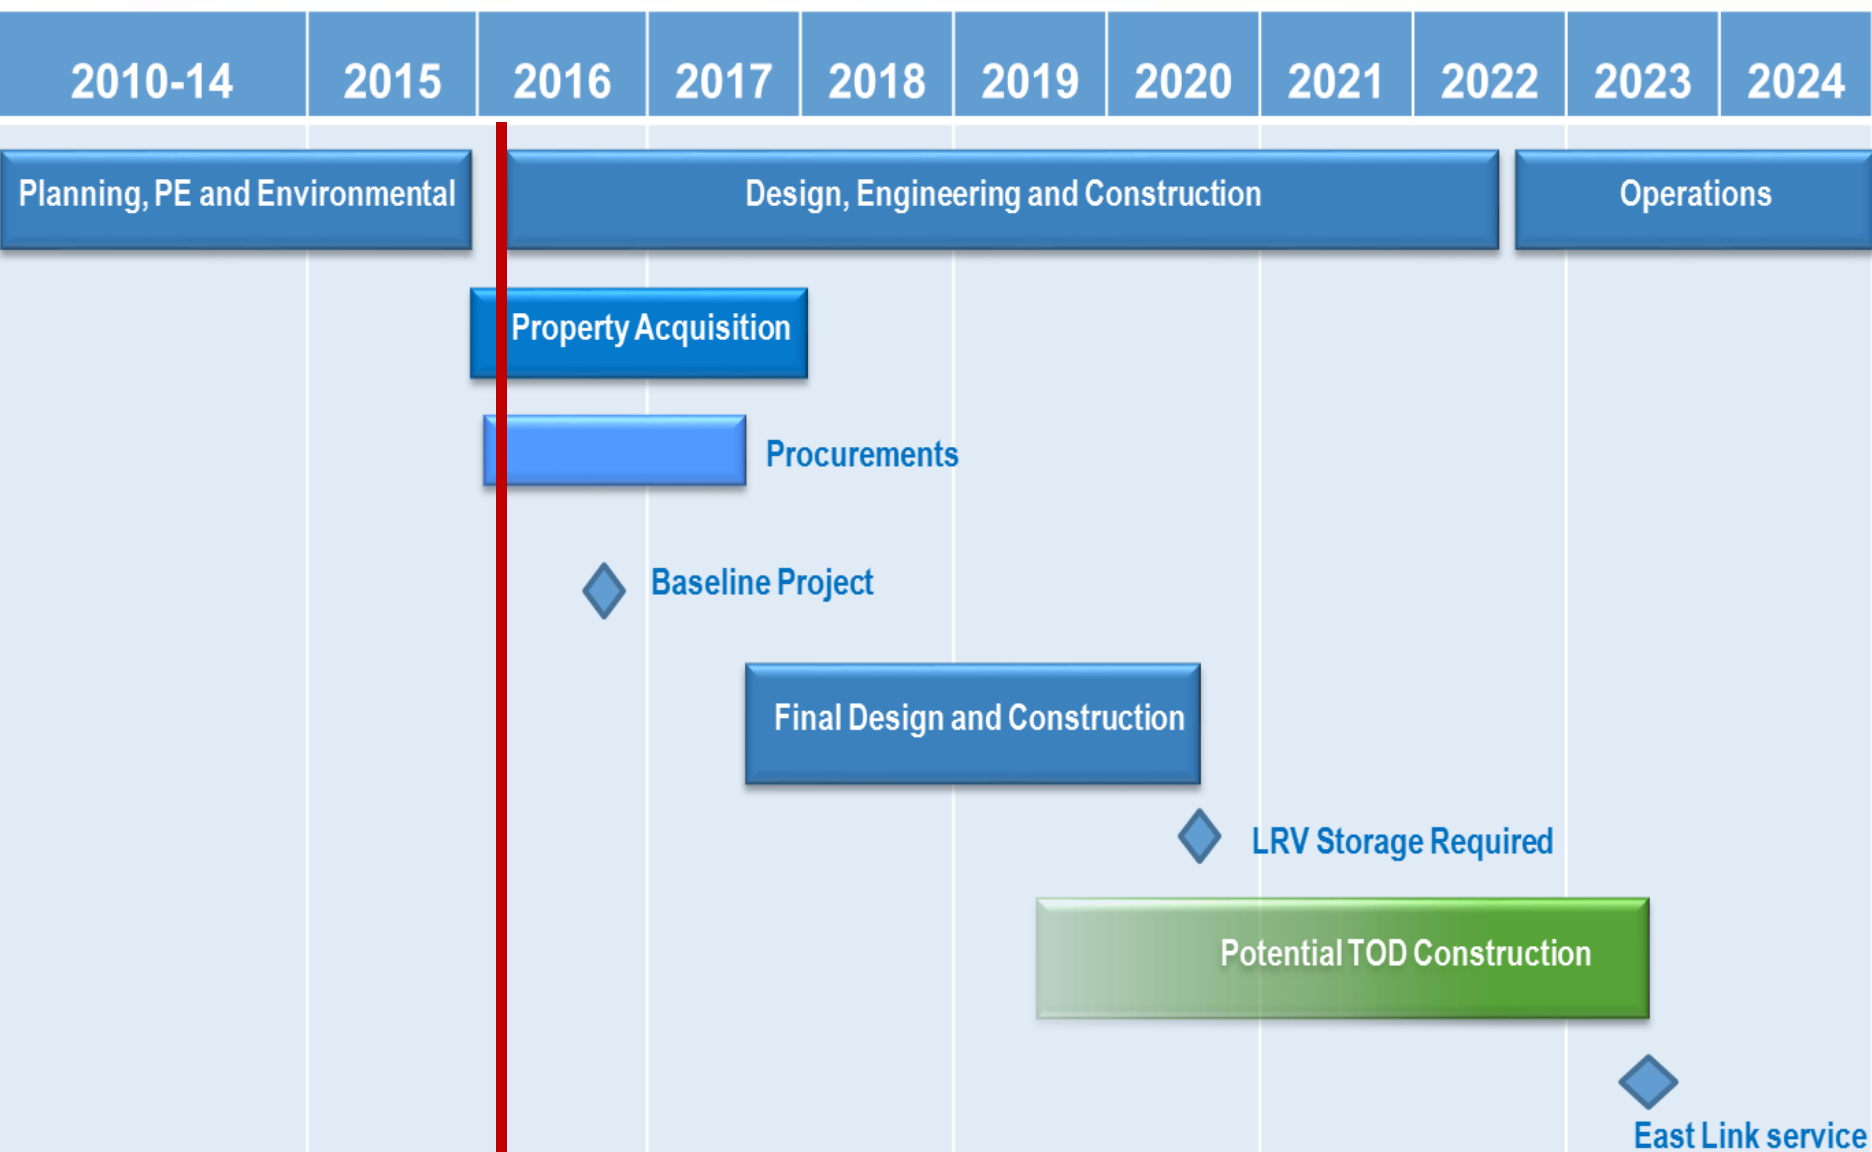 2010-14 2015 2016 2017 2018 2019 2020 2021 2022 2023 2024
Planning, PE and Environmental Design, Engineering and Construction Operations
Property Acquisition
Procurements
Baseline Project
Final Design and Construction
LRV Storage Required
Potential TOD Construction
East Link service